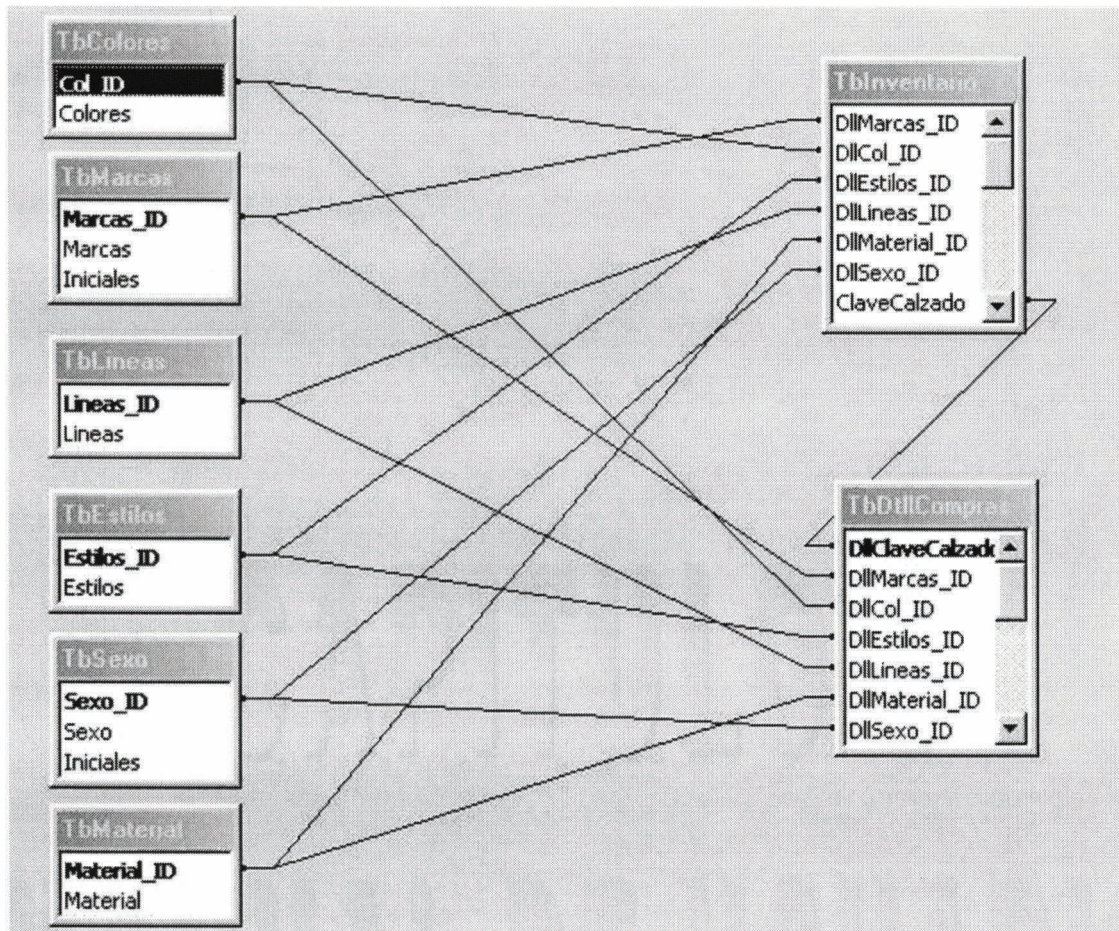 TbColores
Col_ID
Colores
TbMarcas
Marcas_ID
Marcas
Iniciales
TbLineas
Lineas_ID
Lineas
TbEstilos
Estilos_ID
Estilos
TbSexo
Sexo_ID
Sexo
Iniciales
TbMaterial
Material_ID
Material
TbInventario
DllMarcas_ID
DllCol_ID
DllEstilos_ID
DllLineas_ID
DllMaterial_ID
DllSexo_ID
ClaveCalzado
TbDtllCompras
DllClaveCalzado
DllMarcas_ID
DllCol_ID
DllEstilos_ID
DllLineas_ID
DllMaterial_ID
DllSexo_ID